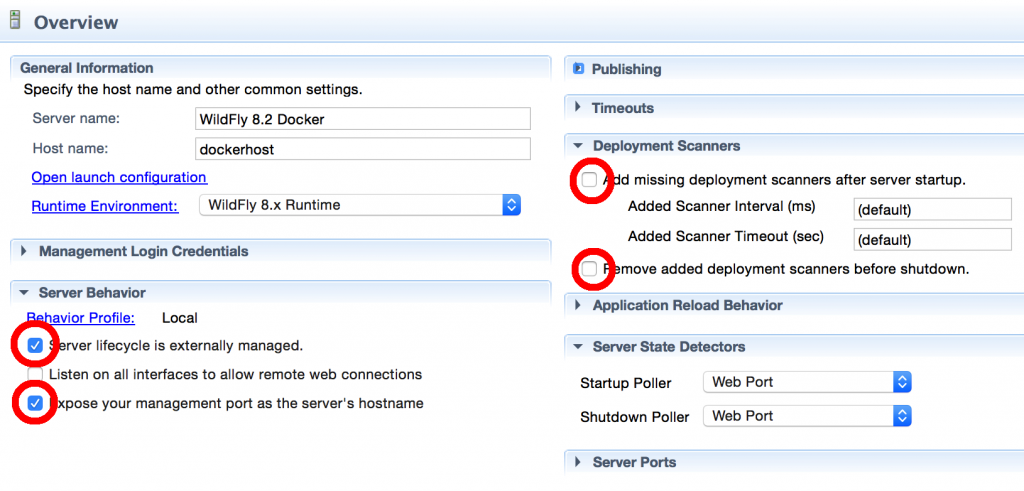 Overview
General Information
Specify the host name and other common settings.
Server name: WildFly 8.2 Docker
Host name: dockerhost
Open launch configuration
Runtime Environment: WildFly 8.x Runtime
Management Login Credentials
Server Behavior
Behavior Profile: Local
Server lifecycle is externally managed.
Listen on all interfaces to allow remote web connections
Expose your management port as the server's hostname
Publishing
Timeouts
Deployment Scanners
Add missing deployment scanners after server startup.
Added Scanner Interval (ms) (default)
Added Scanner Timeout (sec) (default)
Remove added deployment scanners before shutdown.
Application Reload Behavior
Server State Detectors
Startup Poller Web Port
Shutdown Poller Web Port
Server Ports